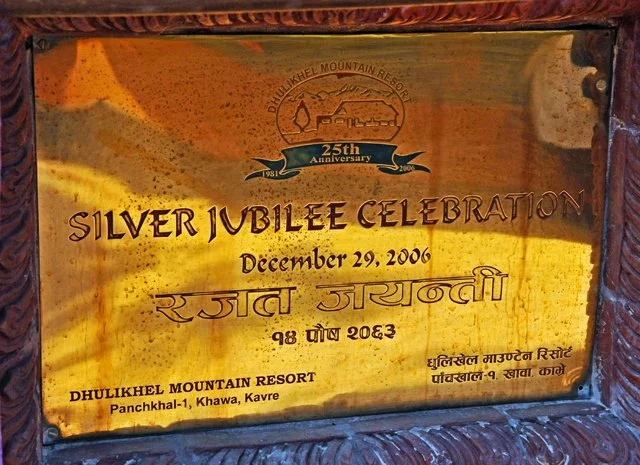 DHULIKHEL MOUNTAIN RESORT
25th
Anniversary
1981 2006
SILVER JUBILEE CELEBRATION
December 29, 2006
रजत जयन्ती
१४ पौष २०६३
DHULIKHEL MOUNTAIN RESORT
Panchkhal-1, Khawa, Kavre
धुलिखेल माउण्टेन रिसोर्ट
पांचखाल-१, खावा, काभ्रे